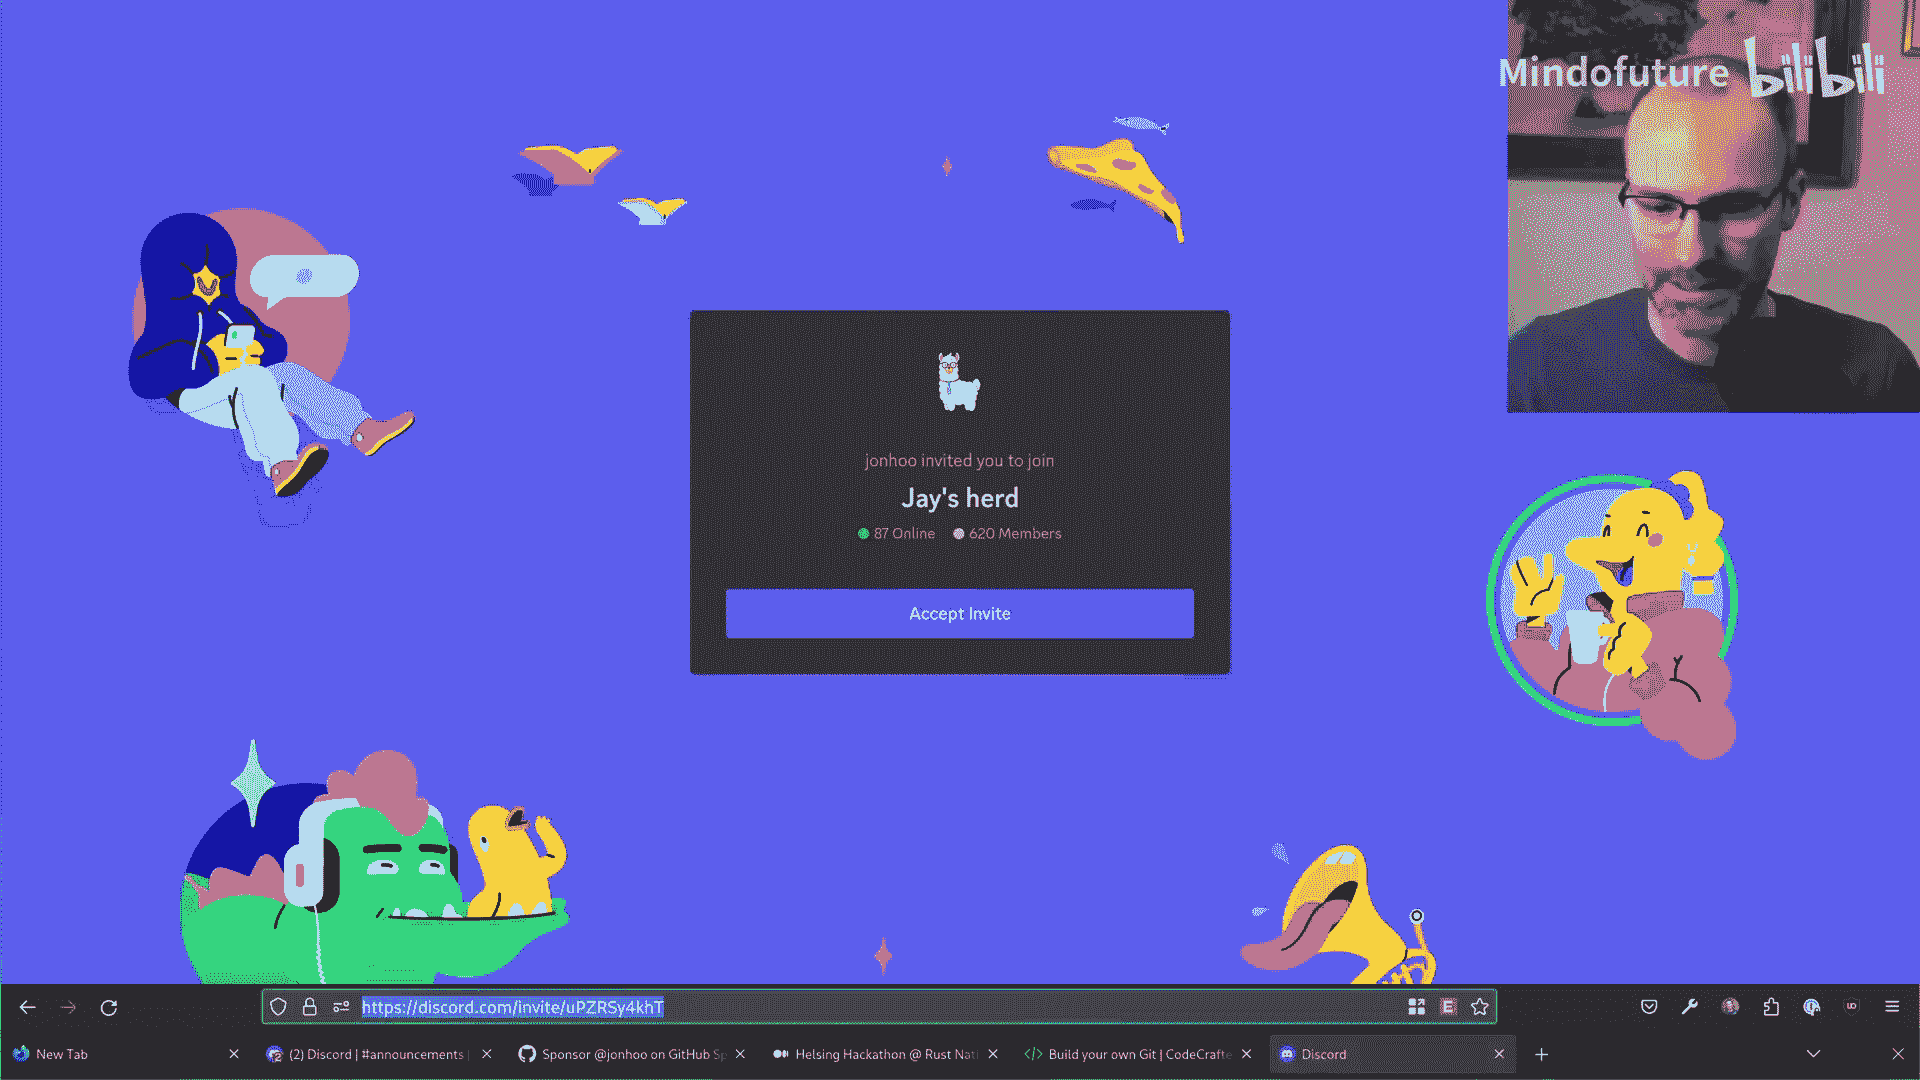 Mindofuture bilibili
jonhoo invited you to join
Jay's herd
87 Online 620 Members
Accept Invite
https://discord.com/invite/uPZRSy4khT
New Tab
(2) Discord | #announcements
Sponsor @jonhoo on GitHub Sp
Helsing Hackathon @ Rust Nati
Build your own Git | CodeCrafte
Discord